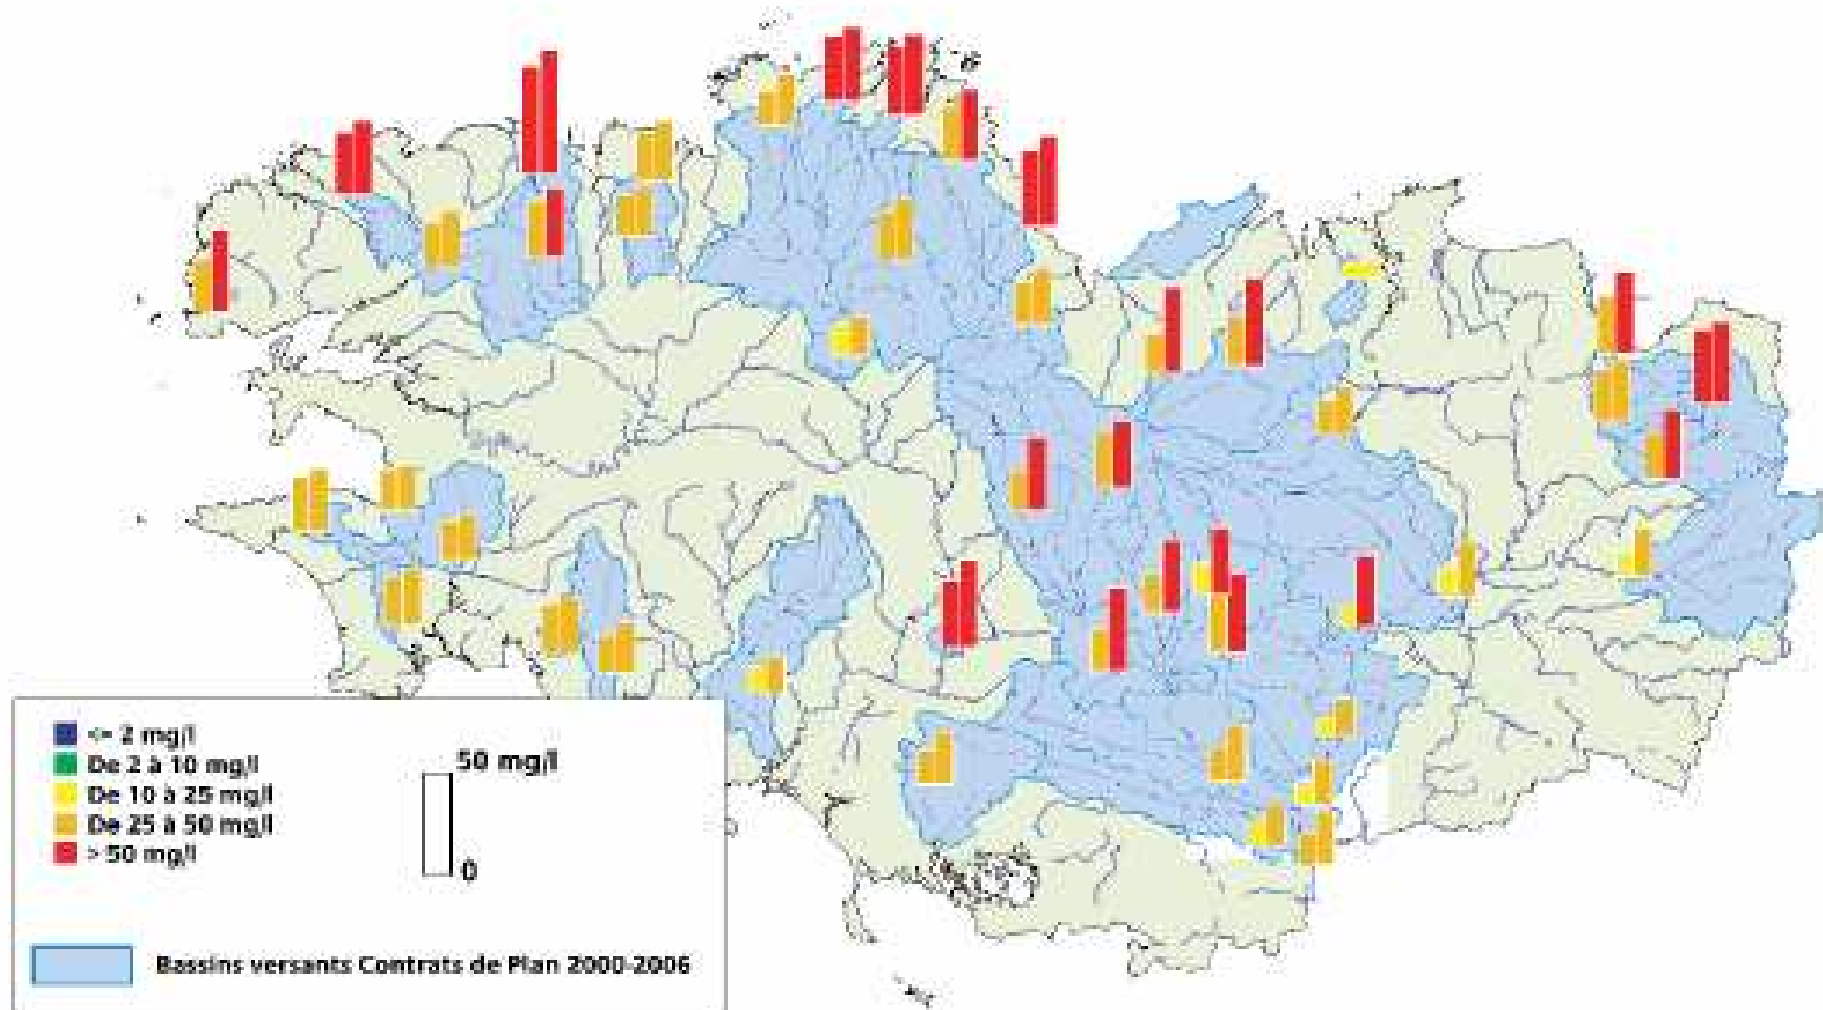 <= 2 mg/l
De 2 à 10 mg/l
De 10 à 25 mg/l
De 25 à 50 mg/l
> 50 mg/l
50 mg/l
0
Bassins versants Contrats de Plan 2000-2006